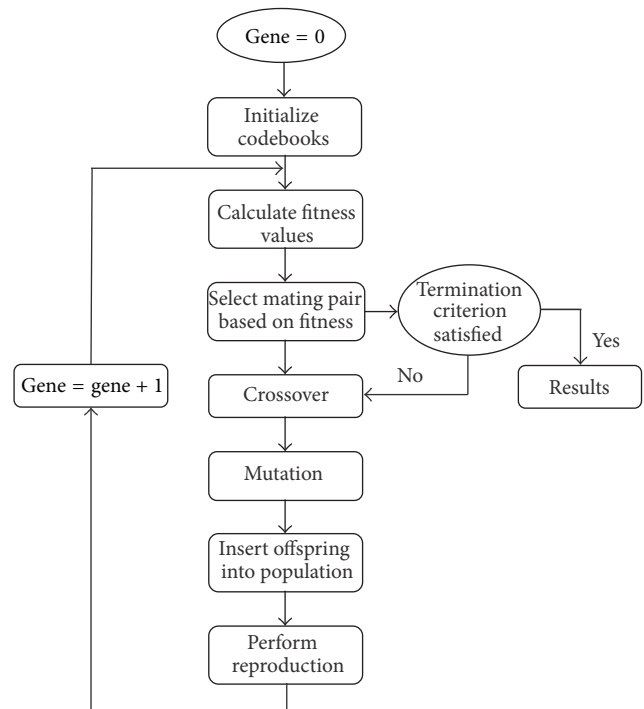 Gene = 0
Initialize
codebooks
Calculate fitness
values
Select mating pair
based on fitness
Termination
criterion
satisfied
Yes
No
Results
Gene = gene + 1
Crossover
Mutation
Insert offspring
into population
Perform
reproduction